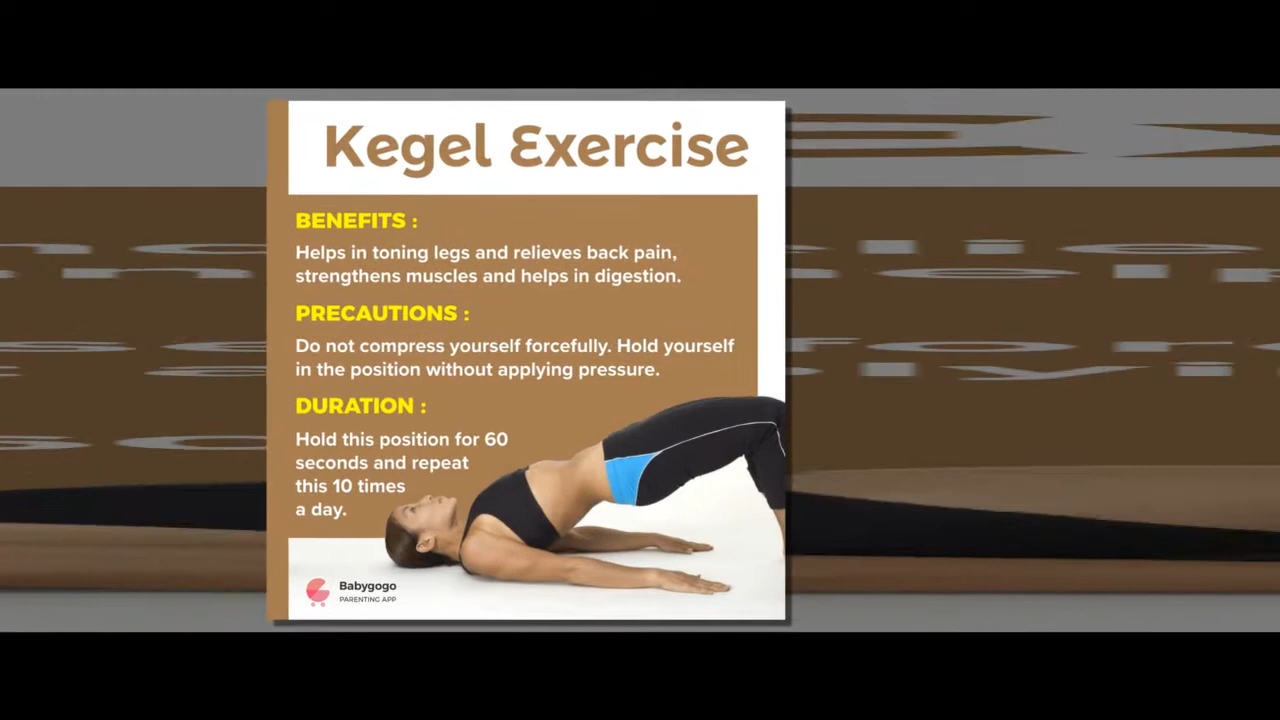 Kegel Exercise
BENEFITS :
Helps in toning legs and relieves back pain,
strengthens muscles and helps in digestion.
PRECAUTIONS :
Do not compress yourself forcefully. Hold yourself
in the position without applying pressure.
DURATION :
Hold this position for 60
seconds and repeat
this 10 times
a day.
Babygogo
PARENTING APP